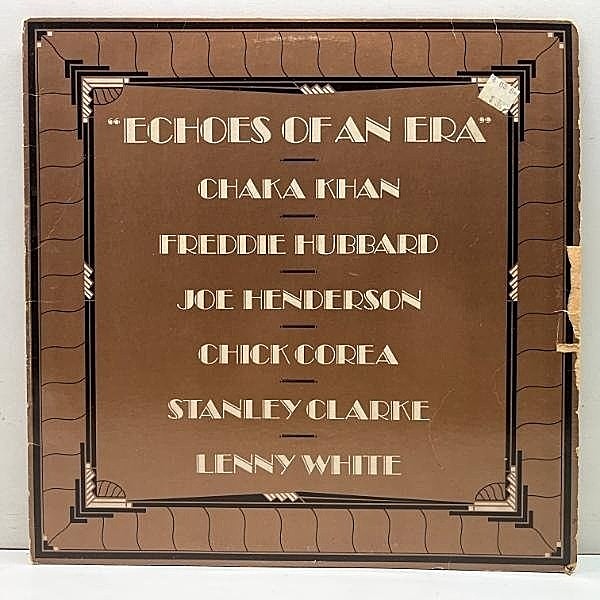 “ECHOES OF AN ERA”
CHAKA KHAN
FREDDIE HUBBARD
JOE HENDERSON
CHICK COREA
STANLEY CLARKE
LENNY WHITE